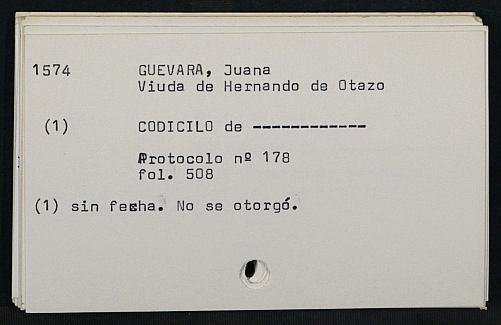 1574 GUEVARA, Juana
Viuda de Hernando de Otazo
(1) CODICILO de ------------
Protocolo nº 178
fol. 508
(1) sin fecha. No se otorgó.